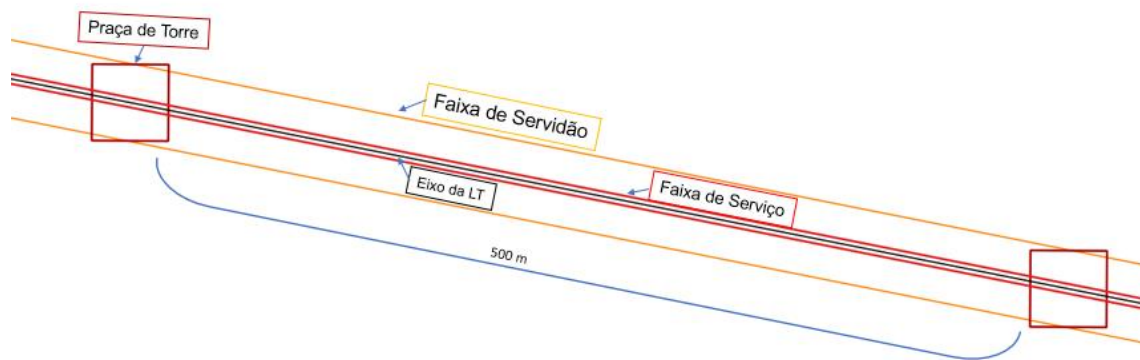 Praça de Torre
Faixa de Servidão
Eixo da LT
Faixa de Serviço
500 m